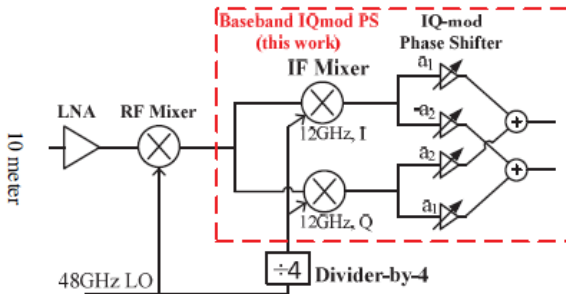 Baseband IQmod PS
(this work)
IQ-mod
Phase Shifter
IF Mixer
LNA
RF Mixer
10 meter
a1
-a2
a2
a1
12GHz, I
12GHz, Q
+
+
÷4
Divider-by-4
48GHz LO